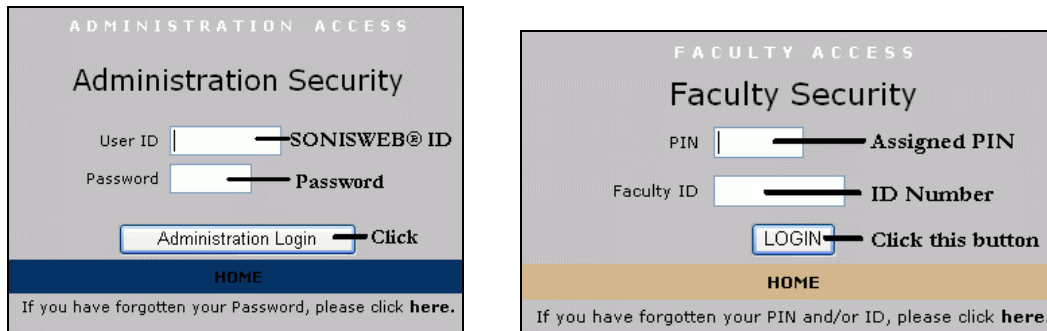 ADMINISTRATION ACCESS
Administration Security
User ID SONISWEB® ID
Password Password
Administration Login Click
HOME
If you have forgotten your Password, please click here.
FACULTY ACCESS
Faculty Security
PIN Assigned PIN
Faculty ID ID Number
LOGIN Click this button
HOME
If you have forgotten your PIN and/or ID, please click here.